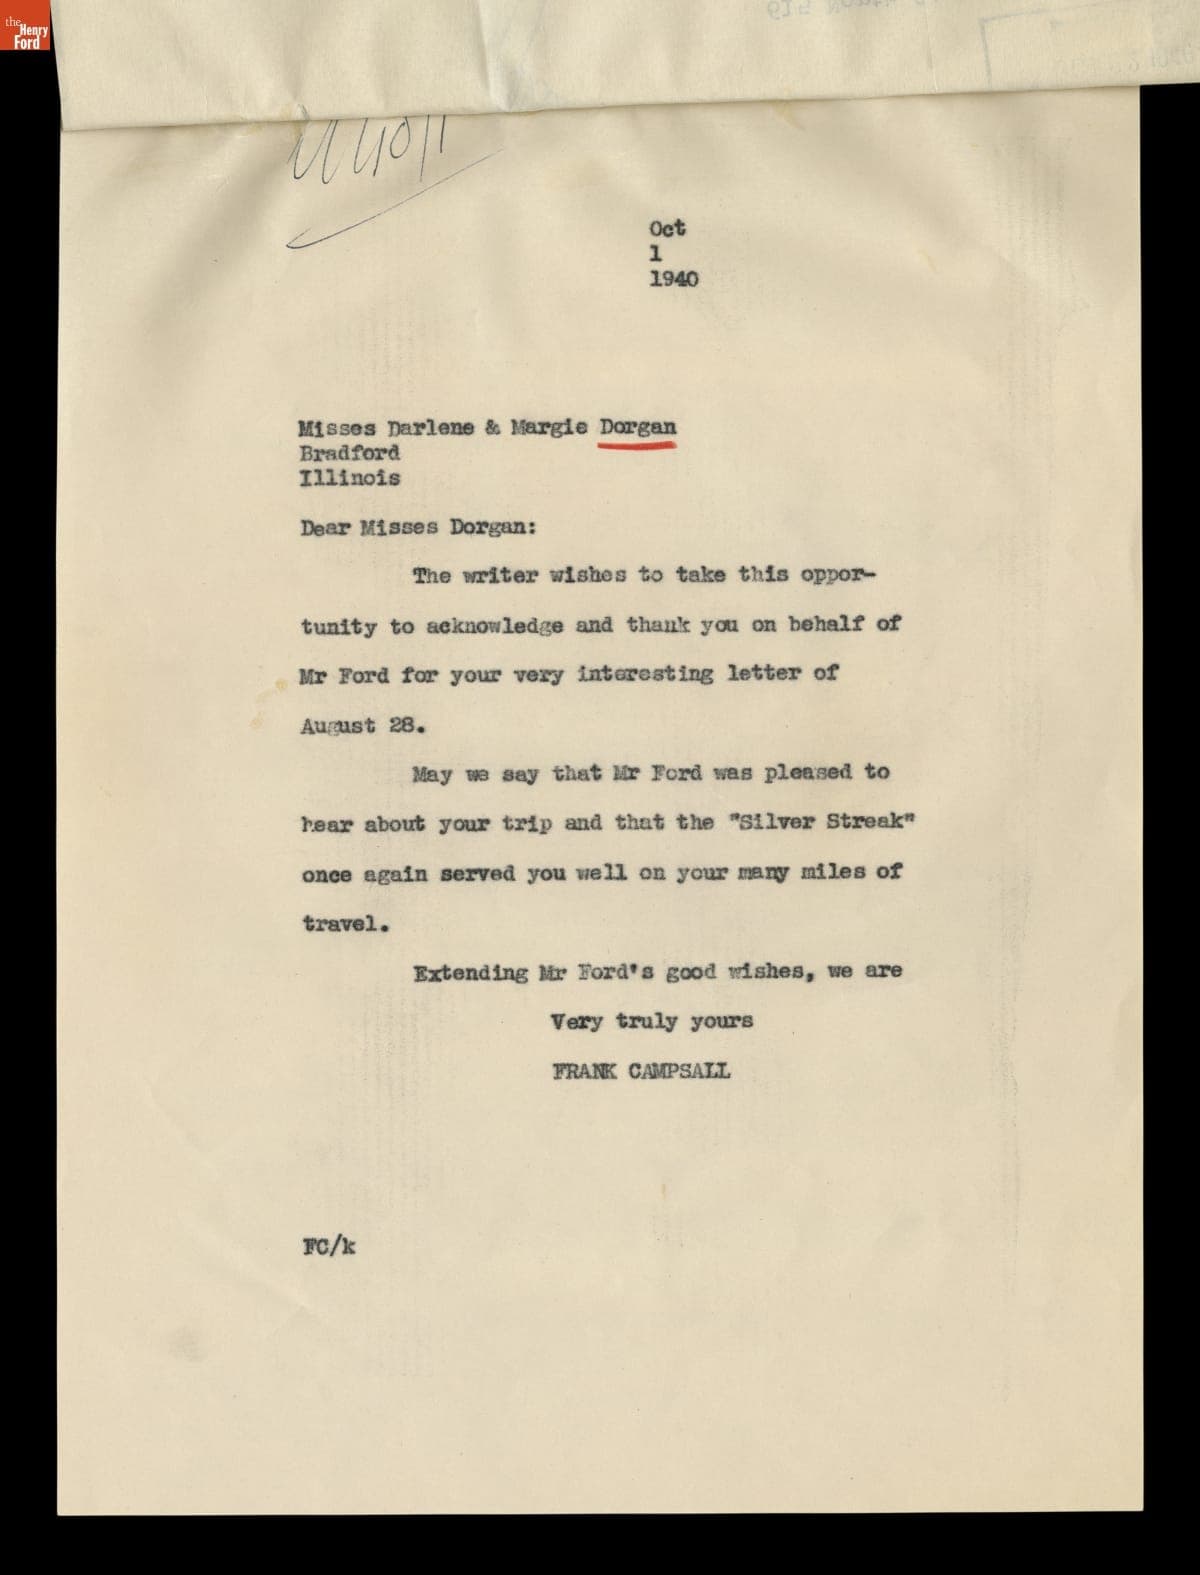 the
Henry
Ford
Oct
1
1940
Misses Darlene & Margie Dorgan
Bradford
Illinois
Dear Misses Dorgan:
The writer wishes to take this oppor-
tunity to acknowledge and thank you on behalf of
Mr Ford for your very interesting letter of
August 28.
May we say that Mr Ford was pleased to
hear about your trip and that the "Silver Streak"
once again served you well on your many miles of
travel.
Extending Mr Ford's good wishes, we are
Very truly yours
FRANK CAMPSALL
FC/k